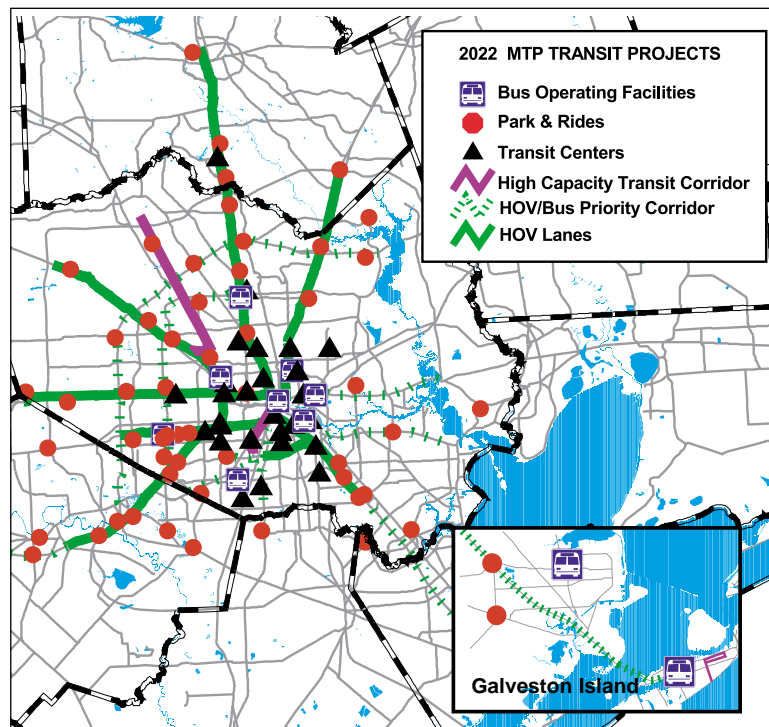 2022 MTP TRANSIT PROJECTS
Bus Operating Facilities
Park & Rides
Transit Centers
High Capacity Transit Corridor
HOV/Bus Priority Corridor
HOV Lanes
Galveston Island